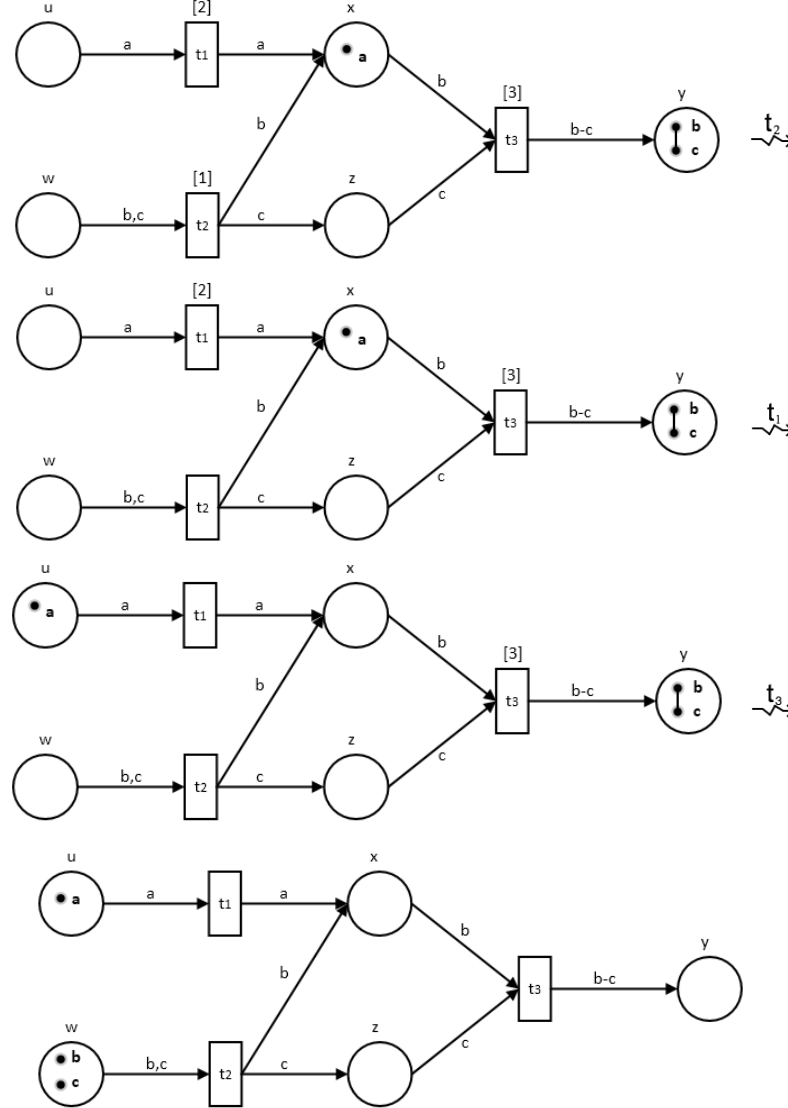 u [2] x
a t1 a a
b [3] y
b t3 b-c b c t2
w [1] z
b,c t2 c c
u [2] x
a t1 a a
b [3] y
b t3 b-c b c t1
w z
b,c t2 c c
u x
a a t1 a
b [3] y
b t3 b-c b c t3
w z
b,c t2 c c
u x
a a t1 a
b y
b t3 b-c
w z
b c b,c t2 c c